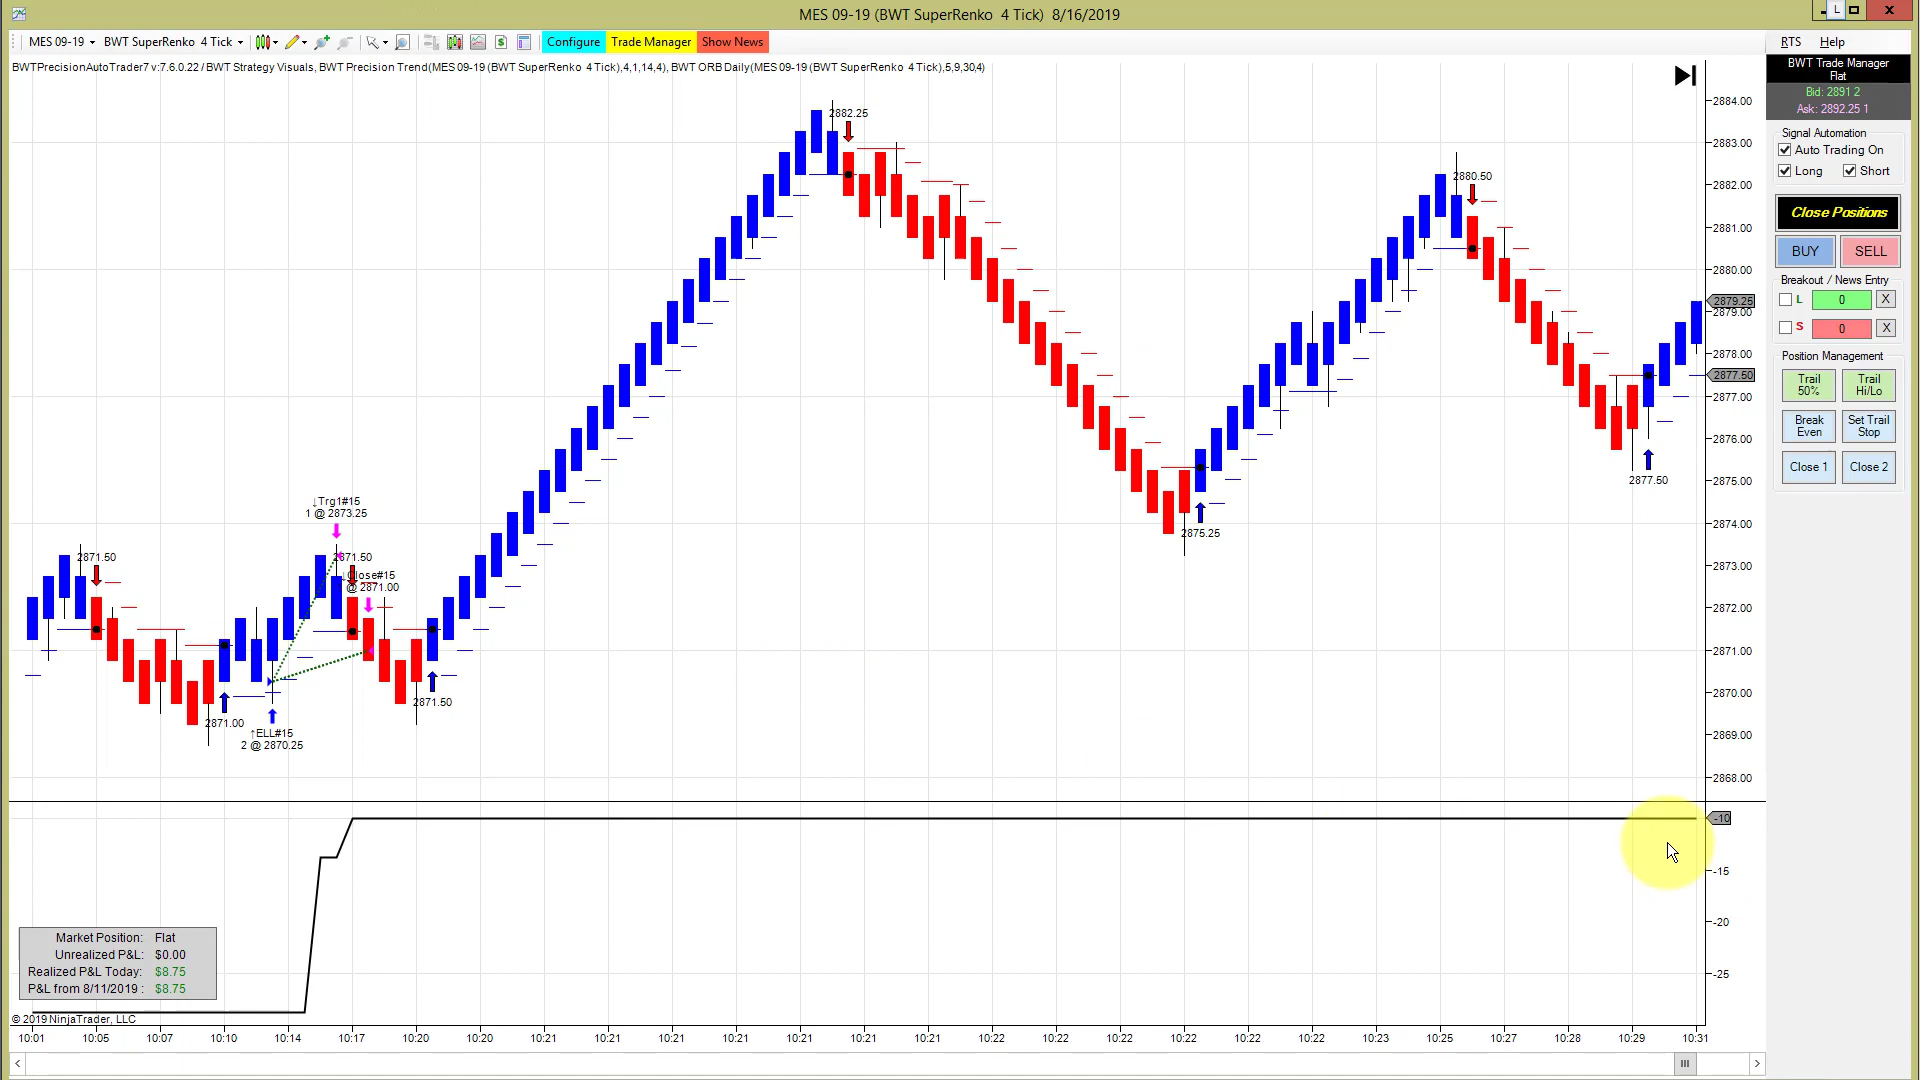 MES 09-19 (BWT SuperRenko  4 Tick)  8/16/2019
L
MES 09-19  BWT SuperRenko  4 Tick  Configure  Trade Manager  Show News
RTS  Help
BWTPrecisionAutoTrader7 v:7.6.0.22 / BWT Strategy Visuals, BWT Precision Trend(MES 09-19 (BWT SuperRenko  4 Tick),4,1,14,4), BWT ORB Daily(MES 09-19 (BWT SuperRenko  4 Tick),5,9,30,4)
BWT Trade Manager
Flat
Bid: 2891 2
Ask: 2892.25 1
Signal Automation
Auto Trading On
Long  Short
Close Positions
BUY  SELL
Breakout / News Entry
L  0  X
S  0  X
Position Management
Trail 50%  Trail Hi/Lo
Break Even  Set Trail Stop
Close 1  Close 2
2882.25
2880.50
2877.50
2875.25
↓Trg1#15
1 @ 2873.25
2871.50
2871.50
Close#15
@ 2871.00
2871.50
2871.00
↑ELL#15
2 @ 2870.25
2884.00
2883.00
2882.00
2881.00
2880.00
2879.25
2879.00
2878.00
2877.50
2877.00
2876.00
2875.00
2874.00
2873.00
2872.00
2871.00
2870.00
2869.00
2868.00
-10
-15
-20
-25
Market Position: Flat
Unrealized P&L: $0.00
Realized P&L Today: $8.75
P&L from 8/11/2019 : $8.75
© 2019 NinjaTrader, LLC
10:01  10:05  10:07  10:10  10:14  10:17  10:20  10:20  10:21  10:21  10:21  10:21  10:21  10:21  10:21  10:22  10:22  10:22  10:22  10:22  10:22  10:23  10:25  10:27  10:28  10:29  10:31